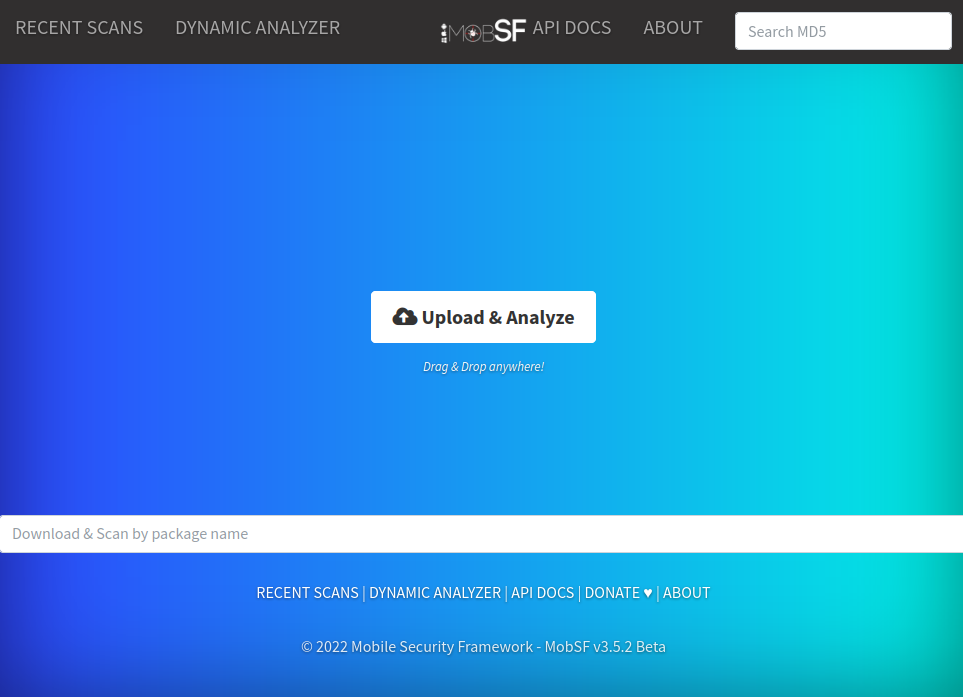 RECENT SCANS DYNAMIC ANALYZER MOBSF API DOCS ABOUT Search MD5
Upload & Analyze
Drag & Drop anywhere!
Download & Scan by package name
RECENT SCANS | DYNAMIC ANALYZER | API DOCS | DONATE ♥ | ABOUT
© 2022 Mobile Security Framework - MobSF v3.5.2 Beta